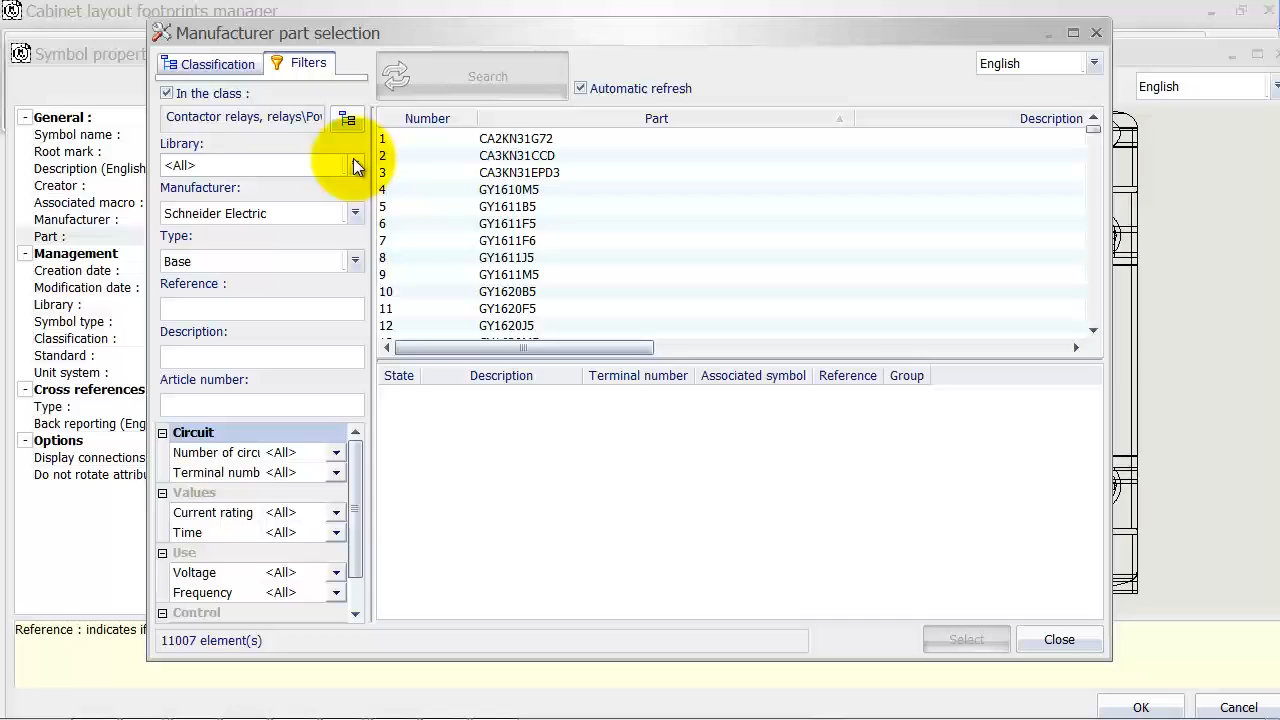 Cabinet layout footprints manager
Manufacturer part selection
Symbol propert
English
General :
Symbol name :
Root mark :
Description (English
Creator :
Associated macro :
Manufacturer :
Part :
Management
Creation date :
Modification date :
Library :
Symbol type :
Classification :
Standard :
Unit system :
Cross references
Type :
Back reporting (Eng
Options
Display connections
Do not rotate attribu
Reference : indicates if
Classification
Filters
In the class :
Contactor relays, relays\Po
Library:
<All>
Manufacturer:
Schneider Electric
Type:
Base
Reference :
Description:
Article number:
Circuit
Number of circu <All>
Terminal numb <All>
Values
Current rating <All>
Time <All>
Use
Voltage <All>
Frequency <All>
Control
Search
Automatic refresh
English
Number Part Description
1 CA2KN31G72
2 CA3KN31CCD
3 CA3KN31EPD3
4 GY1610M5
5 GY1611B5
6 GY1611F5
7 GY1611F6
8 GY1611J5
9 GY1611M5
10 GY1620B5
11 GY1620F5
12 GY1620J5
State Description Terminal number Associated symbol Reference Group
11007 element(s)
Select
Close
OK
Cancel